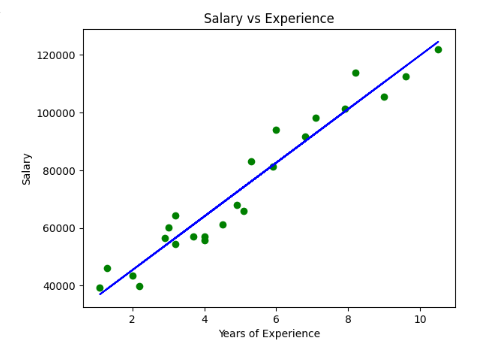 Salary vs Experience
120000
100000
80000
60000
40000
Salary
2 4 6 8 10
Years of Experience